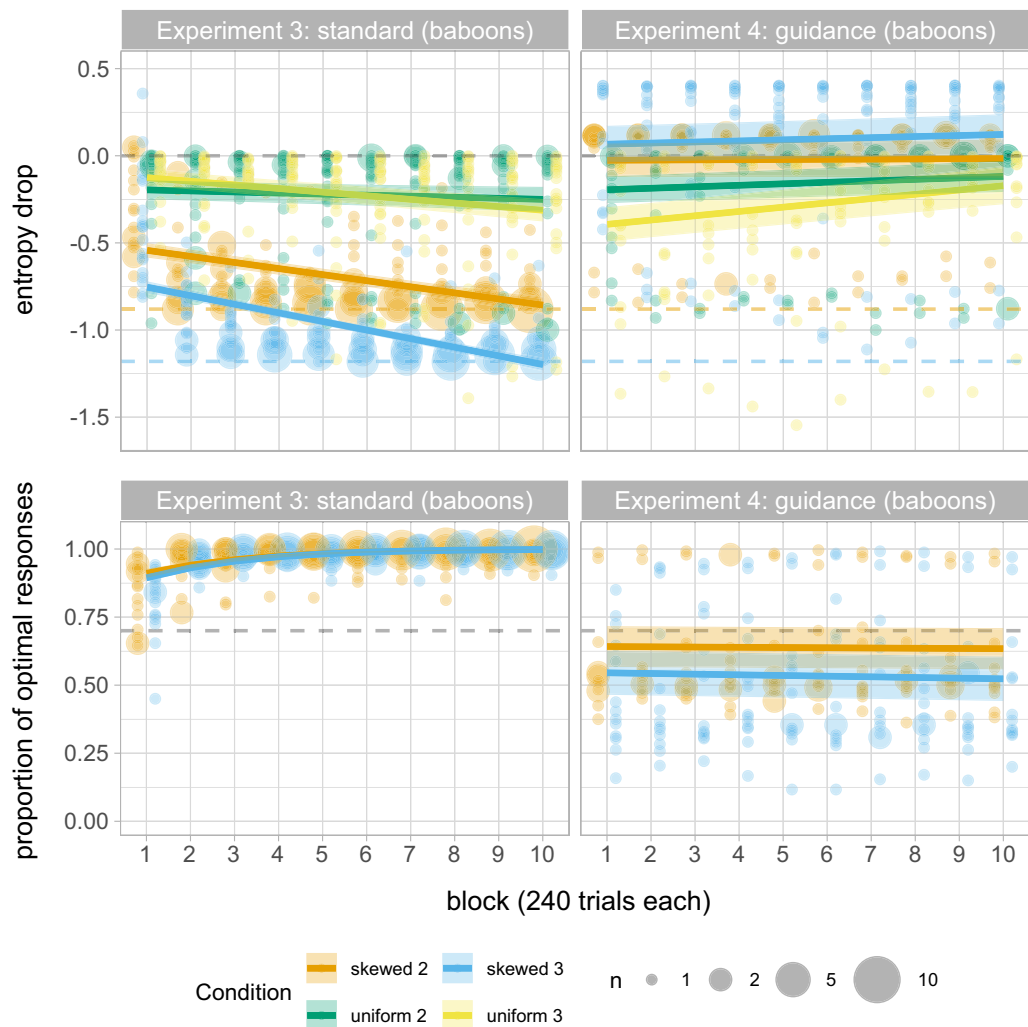 Experiment 3: standard (baboons) Experiment 4: guidance (baboons)
entropy drop
0.5
0.0
-0.5
-1.0
-1.5
Experiment 3: standard (baboons) Experiment 4: guidance (baboons)
proportion of optimal responses
1.00
0.75
0.50
0.25
0.00
1 2 3 4 5 6 7 8 9 10 1 2 3 4 5 6 7 8 9 10
block (240 trials each)
Condition
skewed 2 skewed 3
uniform 2 uniform 3
n 1 2 5 10